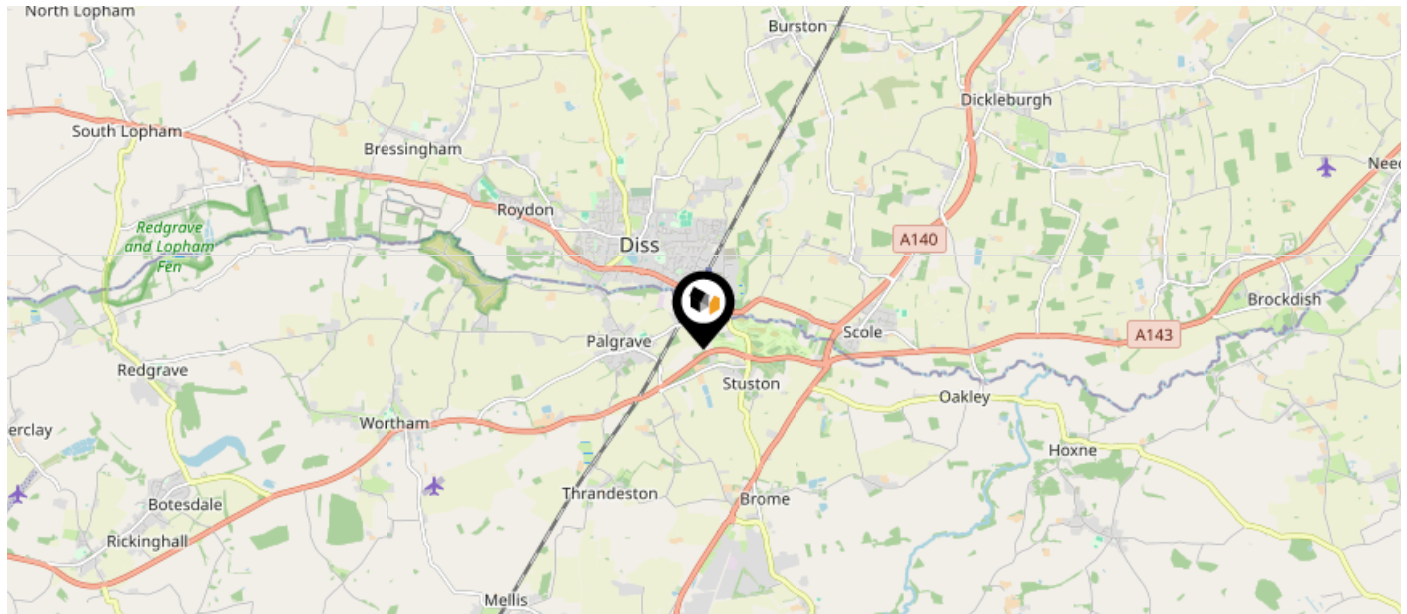 North Lopham
Burston
Dickleburgh
South Lopham
Bressingham
Need
Roydon
Redgrave
and Lopham
Fen
Diss
A140
Brockdish
Scole
A143
Palgrave
Redgrave
Stuston
Oakley
Wortham
erclay
Hoxne
Thrandeston
Brome
Botesdale
Rickinghall
Mellis